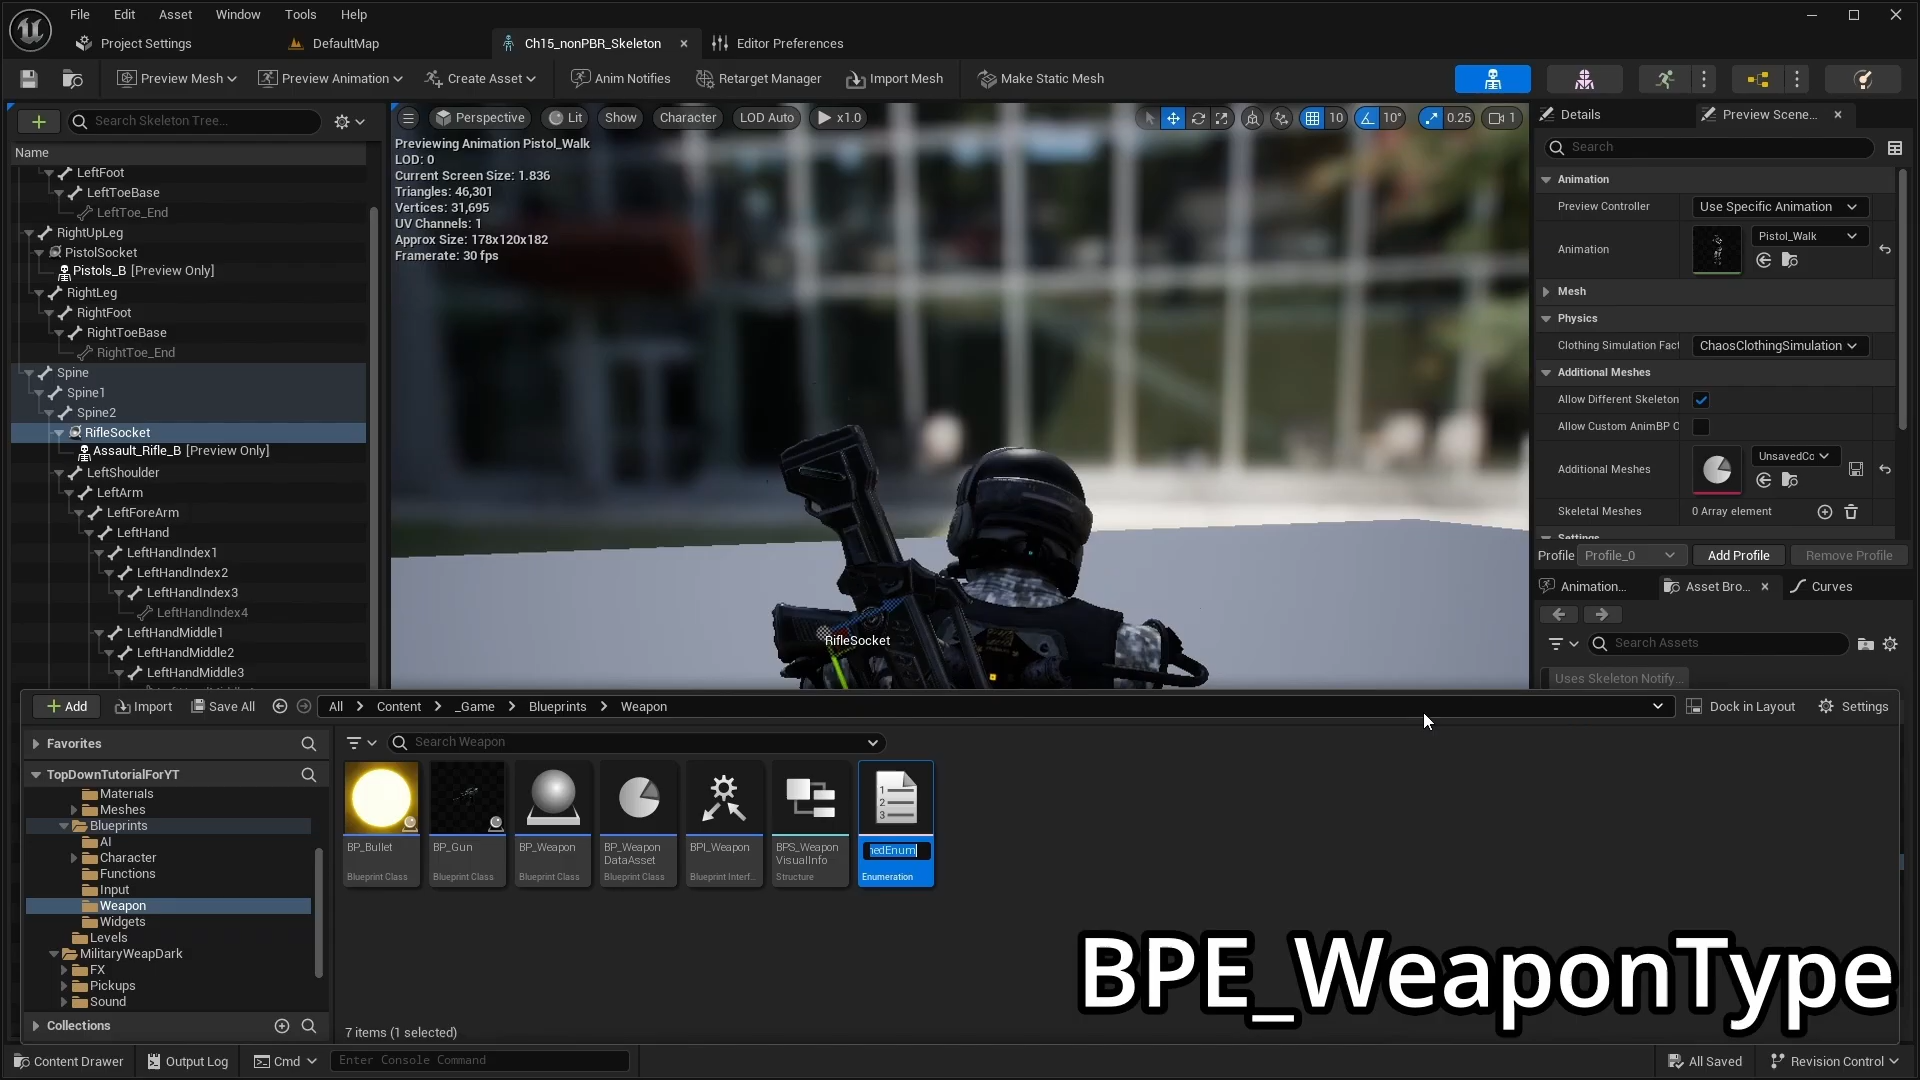 File Edit Asset Window Tools Help
Project Settings DefaultMap Ch15_nonPBR_Skeleton Editor Preferences
Preview Mesh Preview Animation Create Asset Anim Notifies Retarget Manager Import Mesh Make Static Mesh
Search Skeleton Tree...
Name
LeftFoot
LeftToeBase
LeftToe_End
RightUpLeg
PistolSocket
Pistols_B [Preview Only]
RightLeg
RightFoot
RightToeBase
RightToe_End
Spine
Spine1
Spine2
RifleSocket
Assault_Rifle_B [Preview Only]
LeftShoulder
LeftArm
LeftForeArm
LeftHand
LeftHandIndex1
LeftHandIndex2
LeftHandIndex3
LeftHandIndex4
LeftHandMiddle1
LeftHandMiddle2
LeftHandMiddle3
Perspective Lit Show Character LOD Auto x1.0 10 10° 0.25 1
Previewing Animation Pistol_Walk
LOD: 0
Current Screen Size: 1.836
Triangles: 46,301
Vertices: 31,695
UV Channels: 1
Approx Size: 178x120x182
Framerate: 30 fps
RifleSocket
Details Preview Scene...
Search
Animation
Preview Controller Use Specific Animation
Animation Pistol_Walk
Mesh
Physics
Clothing Simulation Fact ChaosClothingSimulation
Additional Meshes
Allow Different Skeleton
Allow Custom AnimBP O
Additional Meshes UnsavedCo
Skeletal Meshes 0 Array element
Settings
Profile Profile_0 Add Profile Remove Profile
Animation... Asset Bro... Curves
Search Assets
Uses Skeleton Notify...
Add Import Save All All Content _Game Blueprints Weapon Dock in Layout Settings
Favorites
TopDownTutorialForYT
Materials
Meshes
Blueprints
AI
Character
Functions
Input
Weapon
Widgets
Levels
MilitaryWeapDark
FX
Pickups
Sound
Collections
Search Weapon
BP_Bullet
Blueprint Class
BP_Gun
Blueprint Class
BP_Weapon
Blueprint Class
BP_Weapon
DataAsset
Blueprint Class
BPI_Weapon
Blueprint Interf...
BPS_Weapon
VisualInfo
Structure
1
2
3
nedEnum
Enumeration
7 items (1 selected)
BPE_WeaponType
Content Drawer Output Log Cmd Enter Console Command All Saved Revision Control